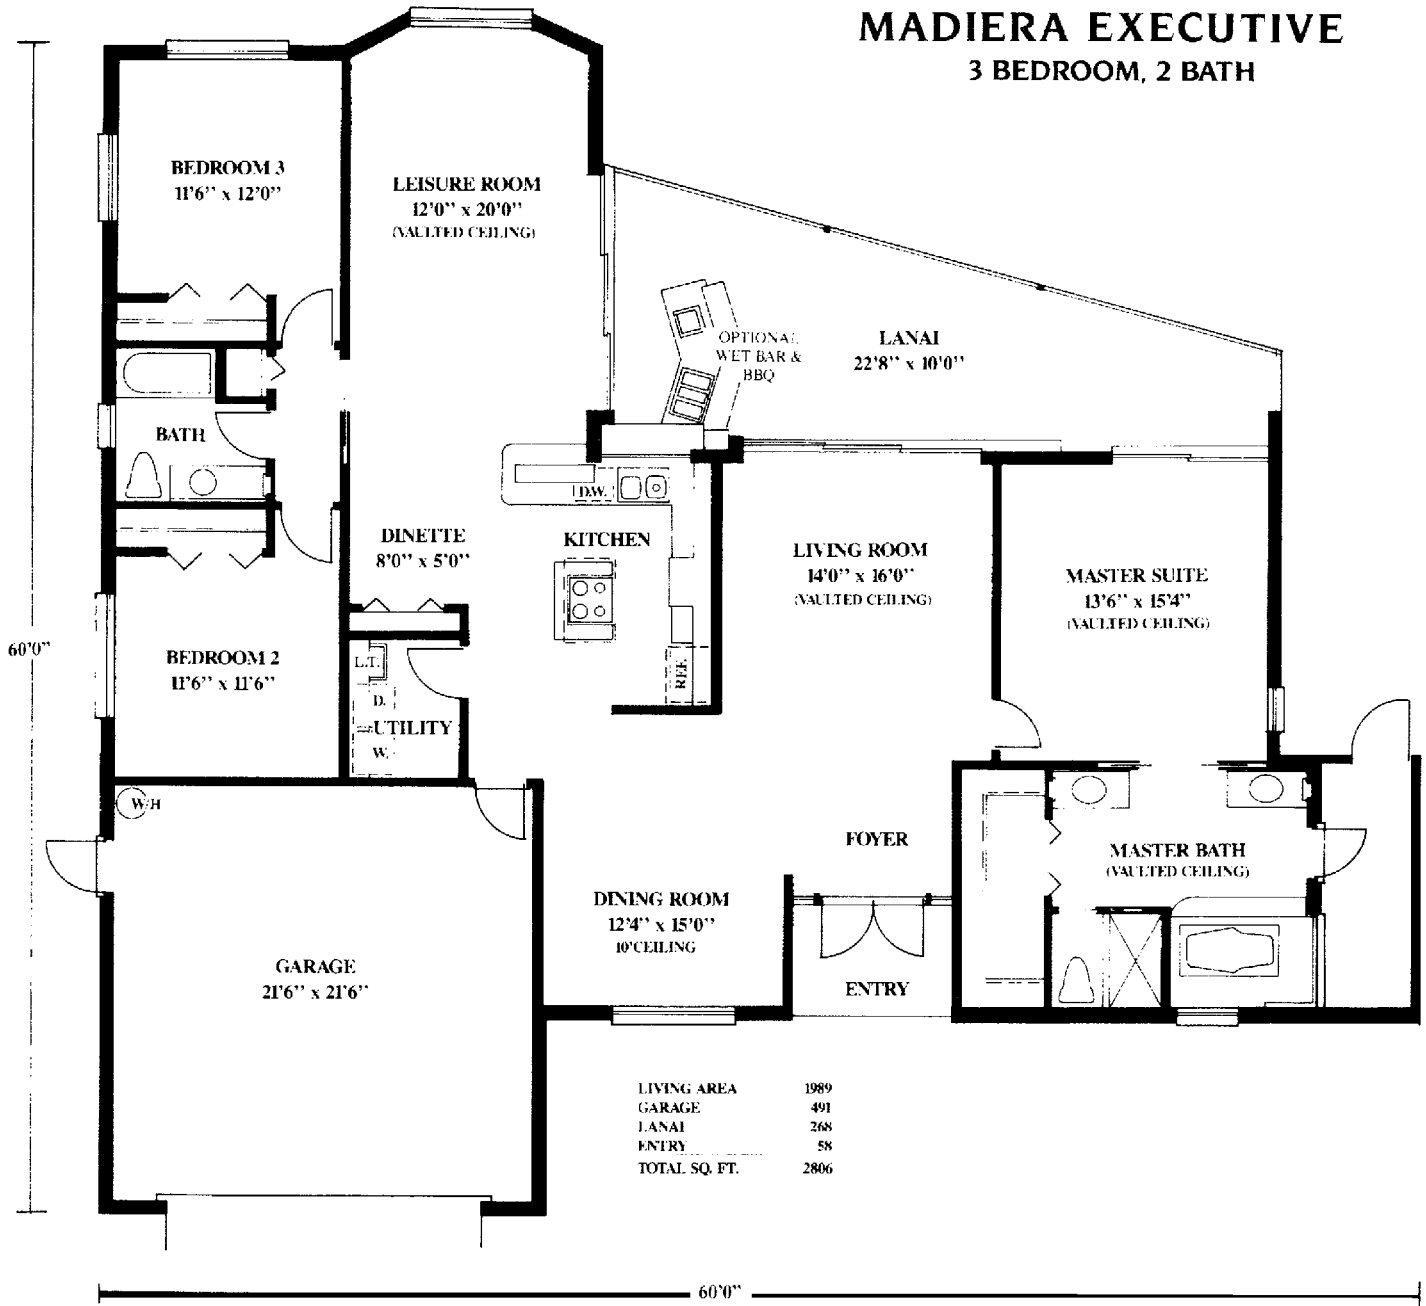 MADIERA EXECUTIVE
3 BEDROOM, 2 BATH
BEDROOM 3
11'6" x 12'0"
LEISURE ROOM
12'0" x 20'0"
(VAULTED CEILING)
OPTIONAL
WET BAR &
BBQ
LANAI
22'8" x 10'0"
BATH
D.W.
DINETTE
8'0" x 5'0"
KITCHEN
LIVING ROOM
14'0" x 16'0"
(VAULTED CEILING)
MASTER SUITE
13'6" x 15'4"
(VAULTED CEILING)
60'0"
BEDROOM 2
11'6" x 11'6"
L.T.
D.
UTILITY
W.
REF.
W/H
FOYER
MASTER BATH
(VAULTED CEILING)
DINING ROOM
12'4" x 15'0"
10'CEILING
GARAGE
21'6" x 21'6"
ENTRY
LIVING AREA 1989
GARAGE 491
LANAI 268
ENTRY 58
TOTAL SQ. FT. 2806
60'0"